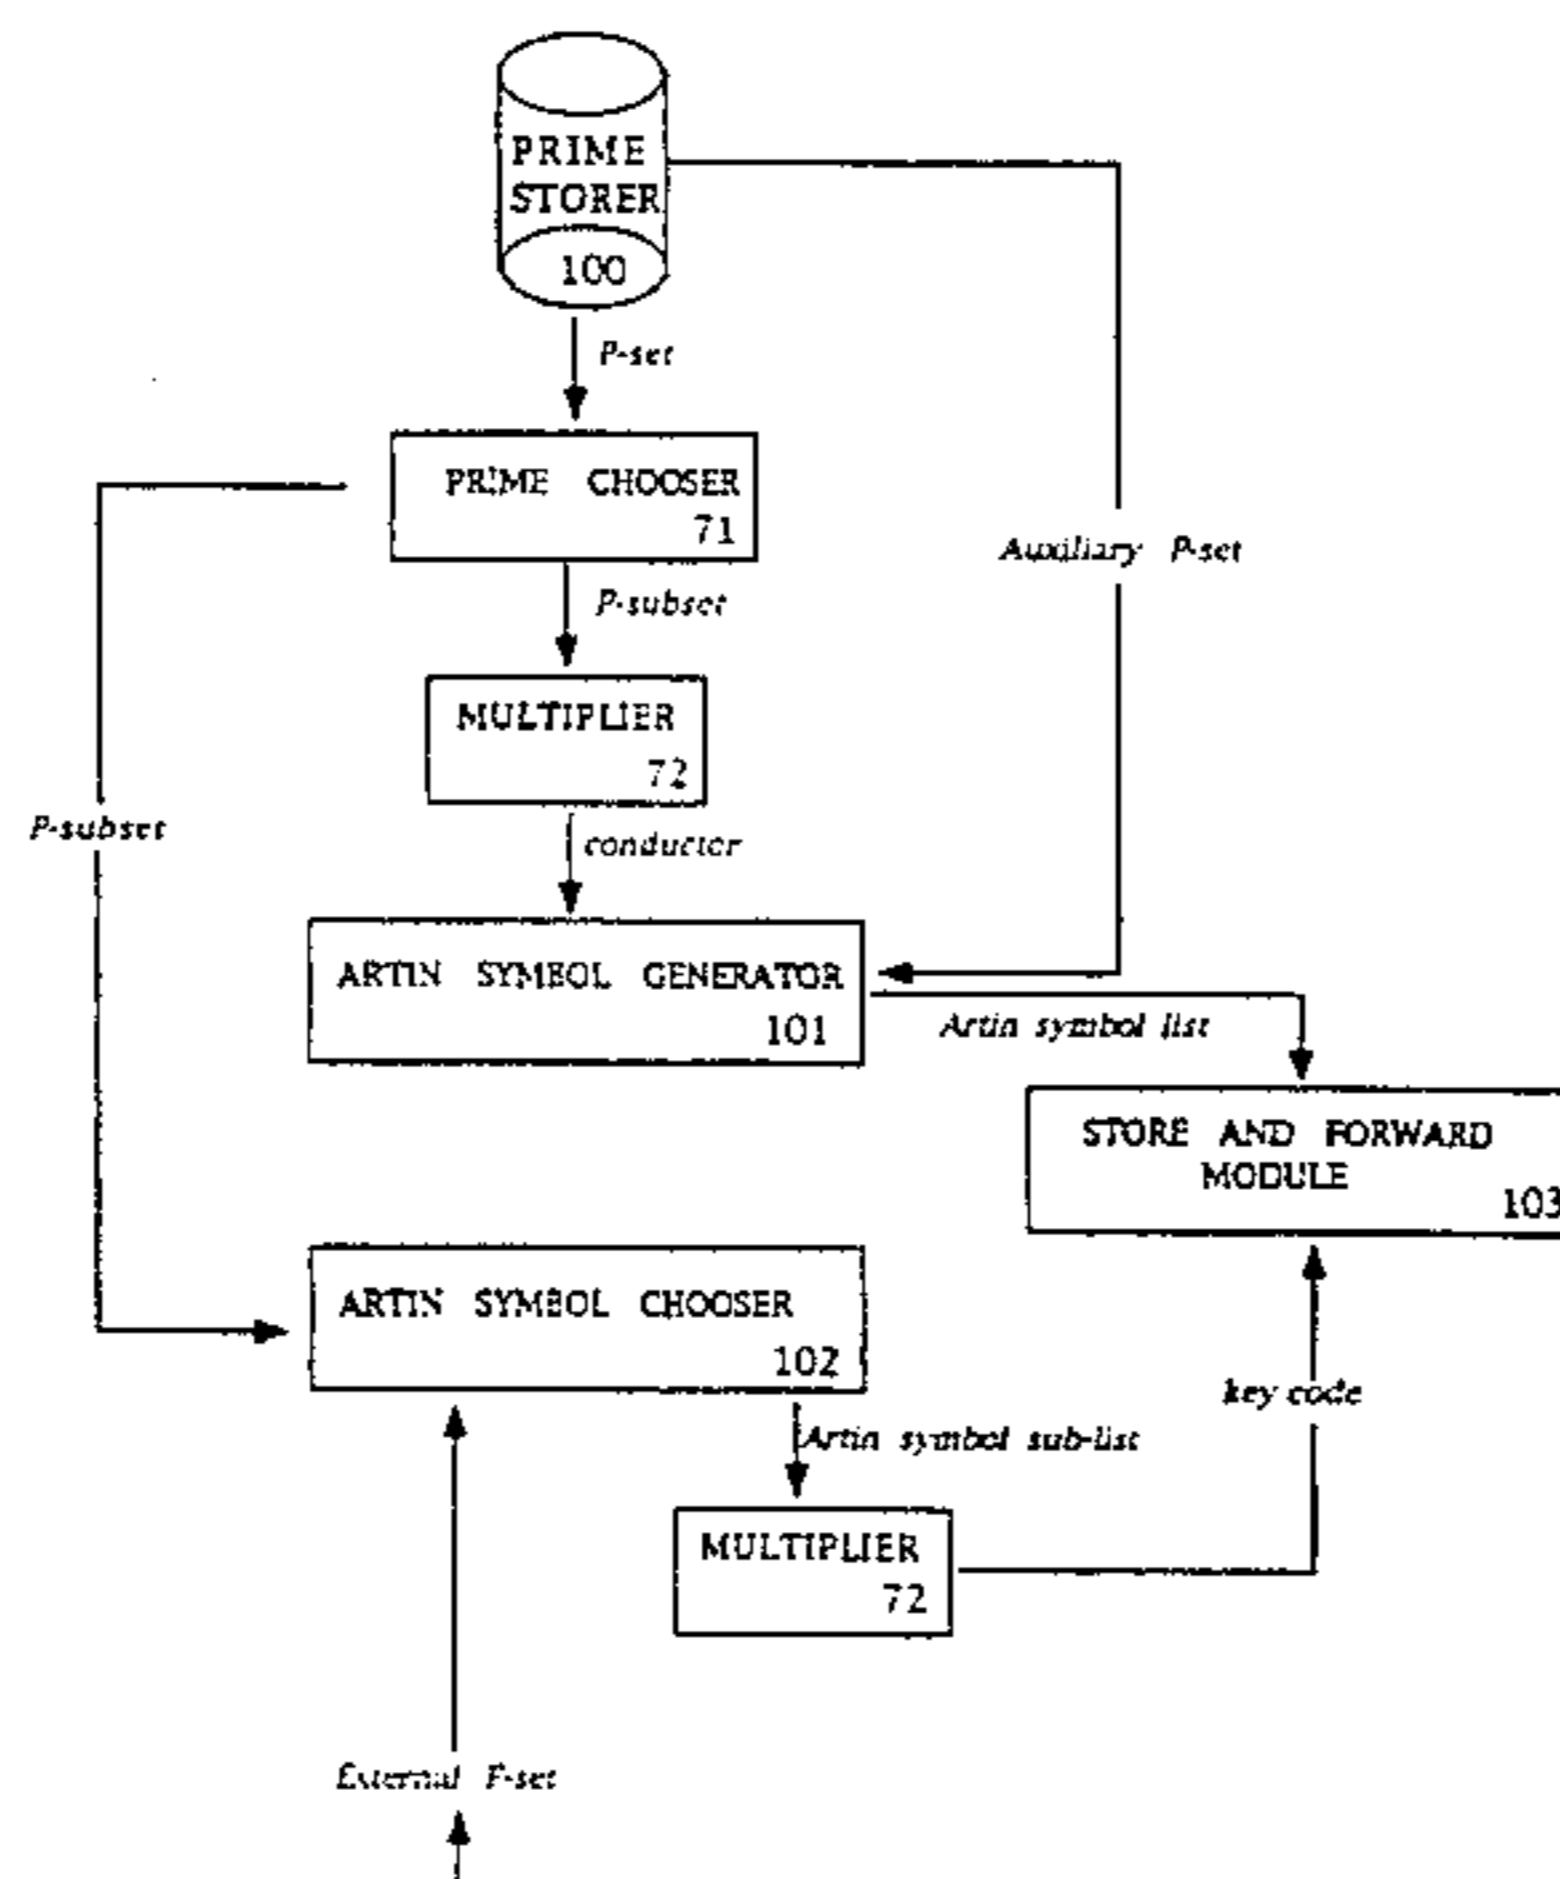 PRIME
STORER
100
P-set
PRIME CHOOSER
71
Auxiliary P-set
P-subset
MULTIPLIER
72
P-subset
conductor
ARTIN SYMBOL GENERATOR
101
Artin symbol list
STORE AND FORWARD
MODULE
103
ARTIN SYMBOL CHOOSER
102
key code
Artin symbol sub-list
MULTIPLIER
72
External P-set